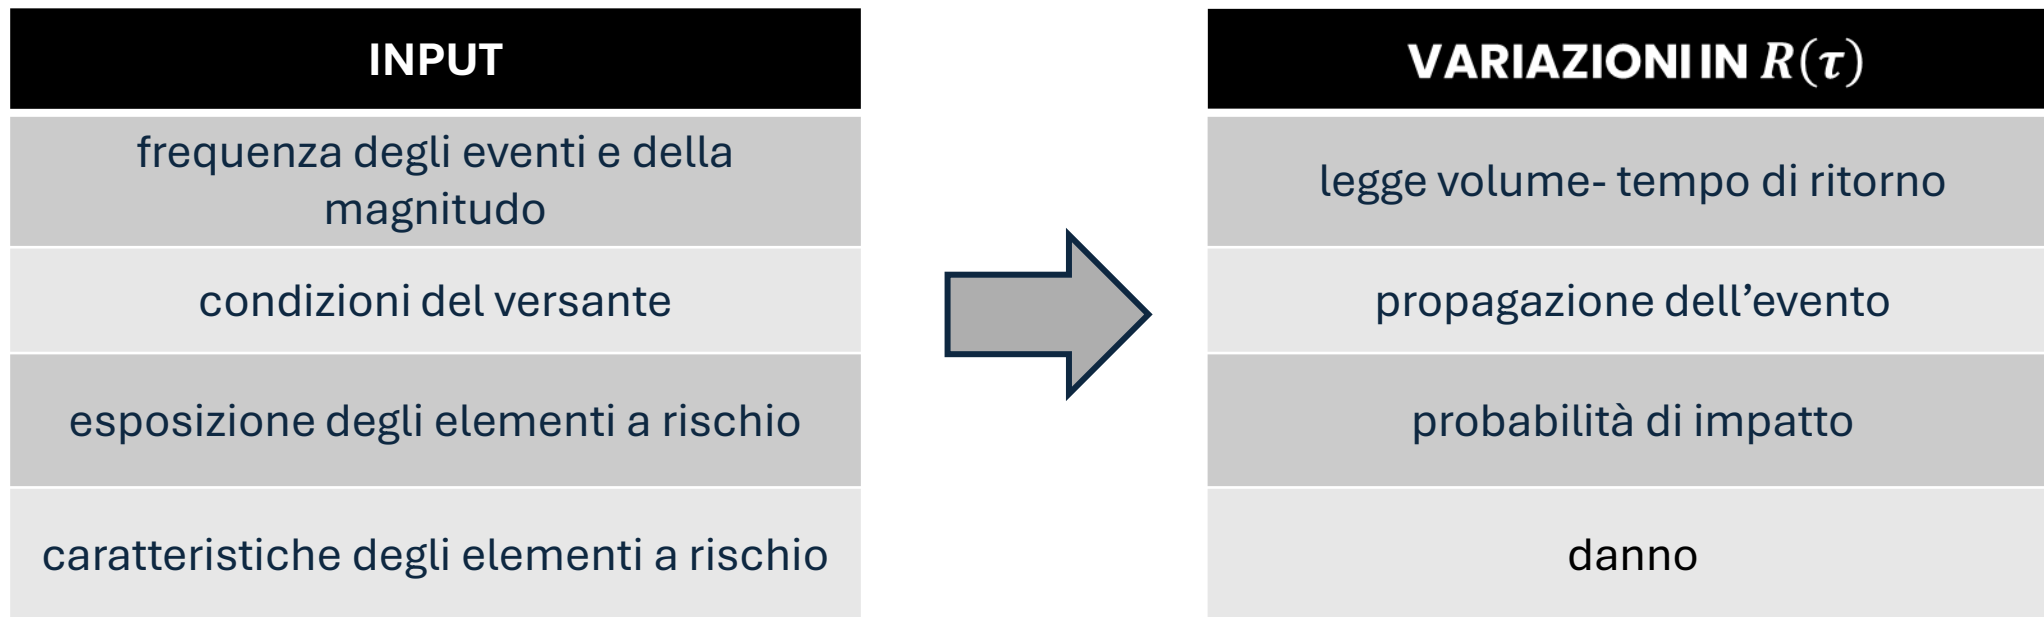 INPUT
frequenza degli eventi e della
magnitudo
condizioni del versante
esposizione degli elementi a rischio
caratteristiche degli elementi a rischio
VARIAZIONI IN R(τ)
legge volume- tempo di ritorno
propagazione dell’evento
probabilità di impatto
danno